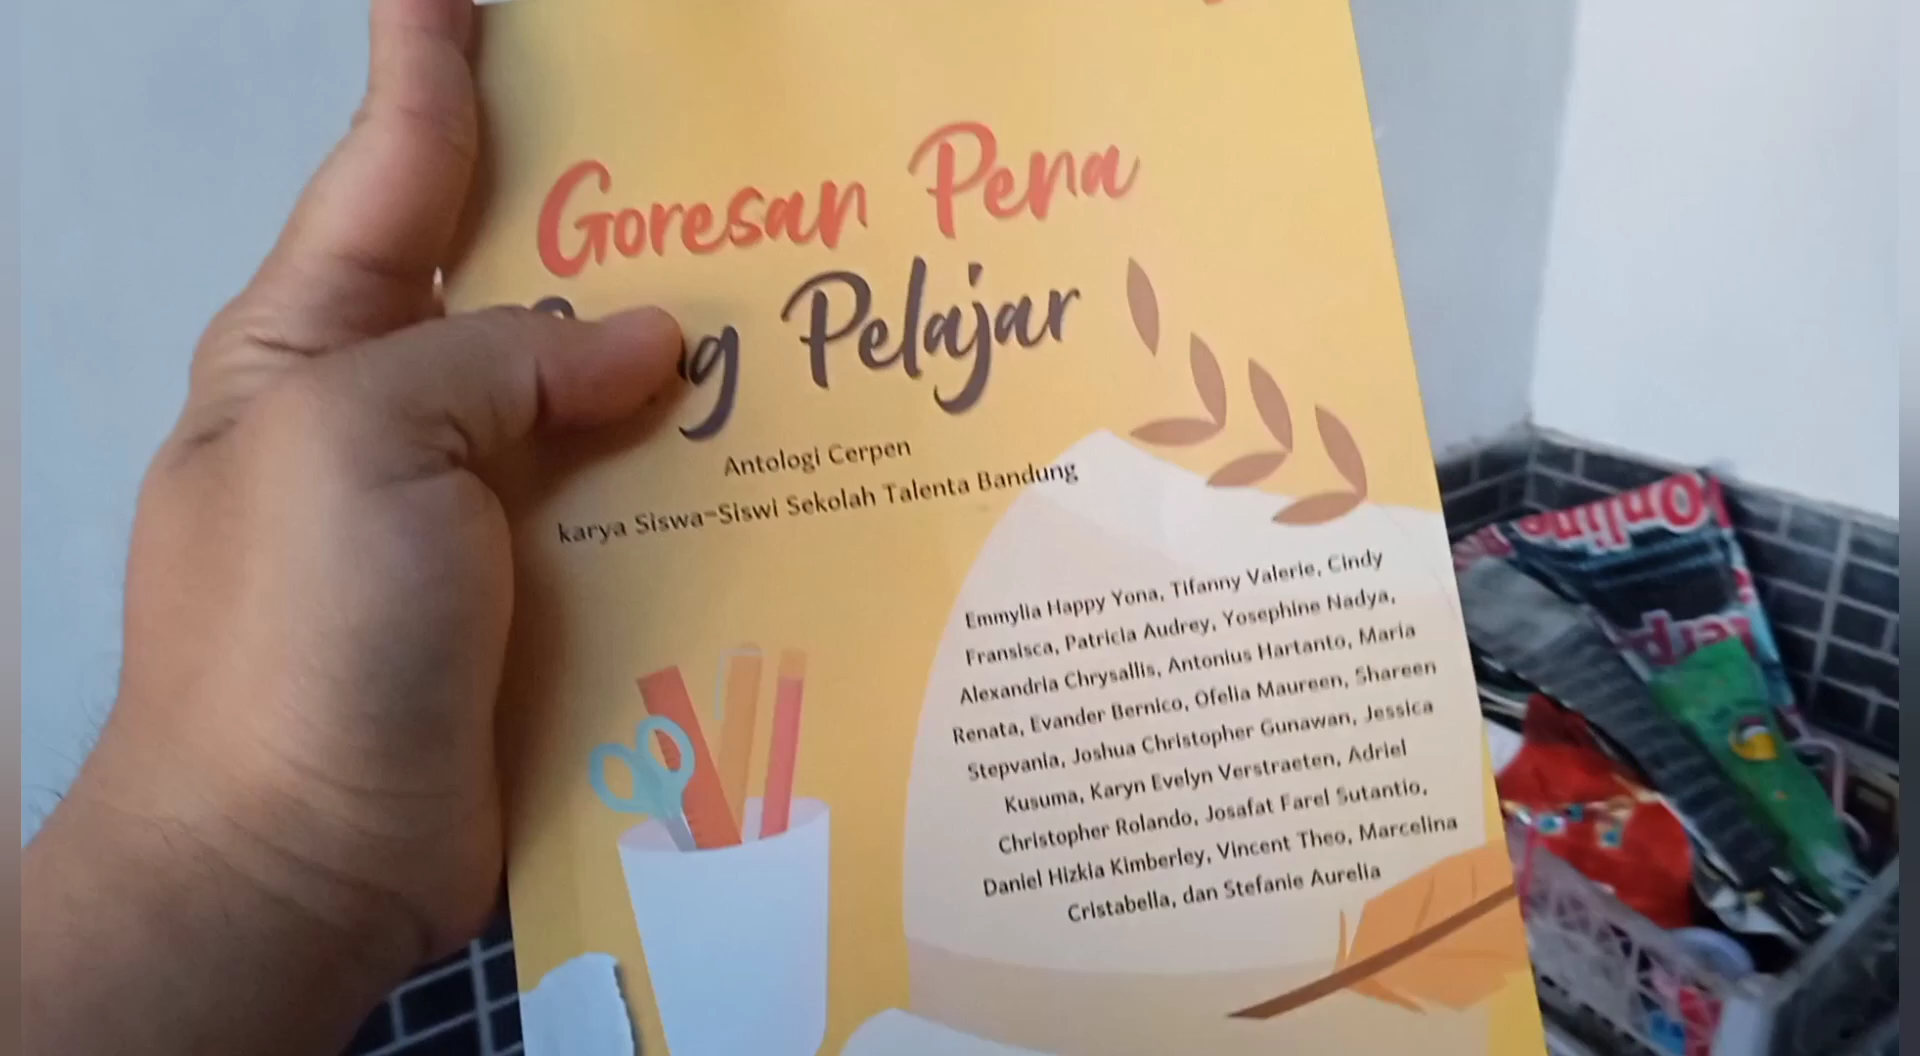 Goresan Pena
Pelajar
Antologi Cerpen
karya Siswa-Siswi Sekolah Talenta Bandung
Emmylia Happy Yona, Tifanny Valerie, Cindy
Fransisca, Patricia Audrey, Yosephine Nadya,
Alexandria Chrysallis, Antonius Hartanto, Maria
Renata, Evander Bernico, Ofelia Maureen, Shareen
Stepvania, Joshua Christopher Gunawan, Jessica
Kusuma, Karyn Evelyn Verstraeten, Adriel
Christopher Rolando, Josafat Farel Sutantio,
Daniel Hizkia Kimberley, Vincent Theo, Marcelina
Cristabella, dan Stefanie Aurelia
Online